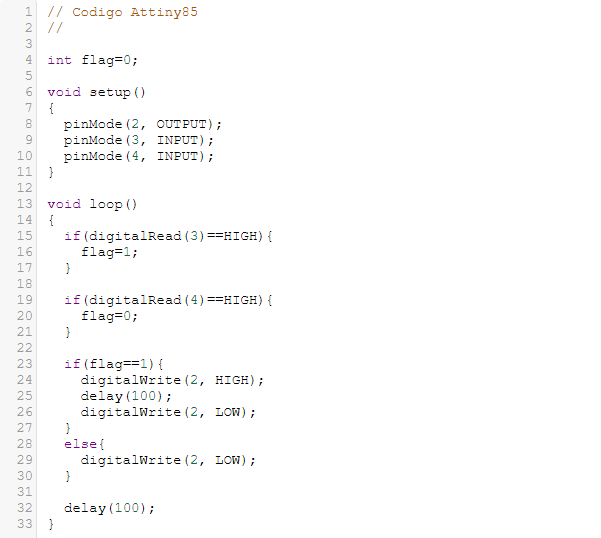 1 // Codigo Attiny85
2 //
3
4 int flag=0;
5
6 void setup()
7 {
8   pinMode(2, OUTPUT);
9   pinMode(3, INPUT);
10   pinMode(4, INPUT);
11 }
12
13 void loop()
14 {
15   if(digitalRead(3)==HIGH){
16     flag=1;
17   }
18
19   if(digitalRead(4)==HIGH){
20     flag=0;
21   }
22
23   if(flag==1){
24     digitalWrite(2, HIGH);
25     delay(100);
26     digitalWrite(2, LOW);
27   }
28   else{
29     digitalWrite(2, LOW);
30   }
31
32   delay(100);
33 }